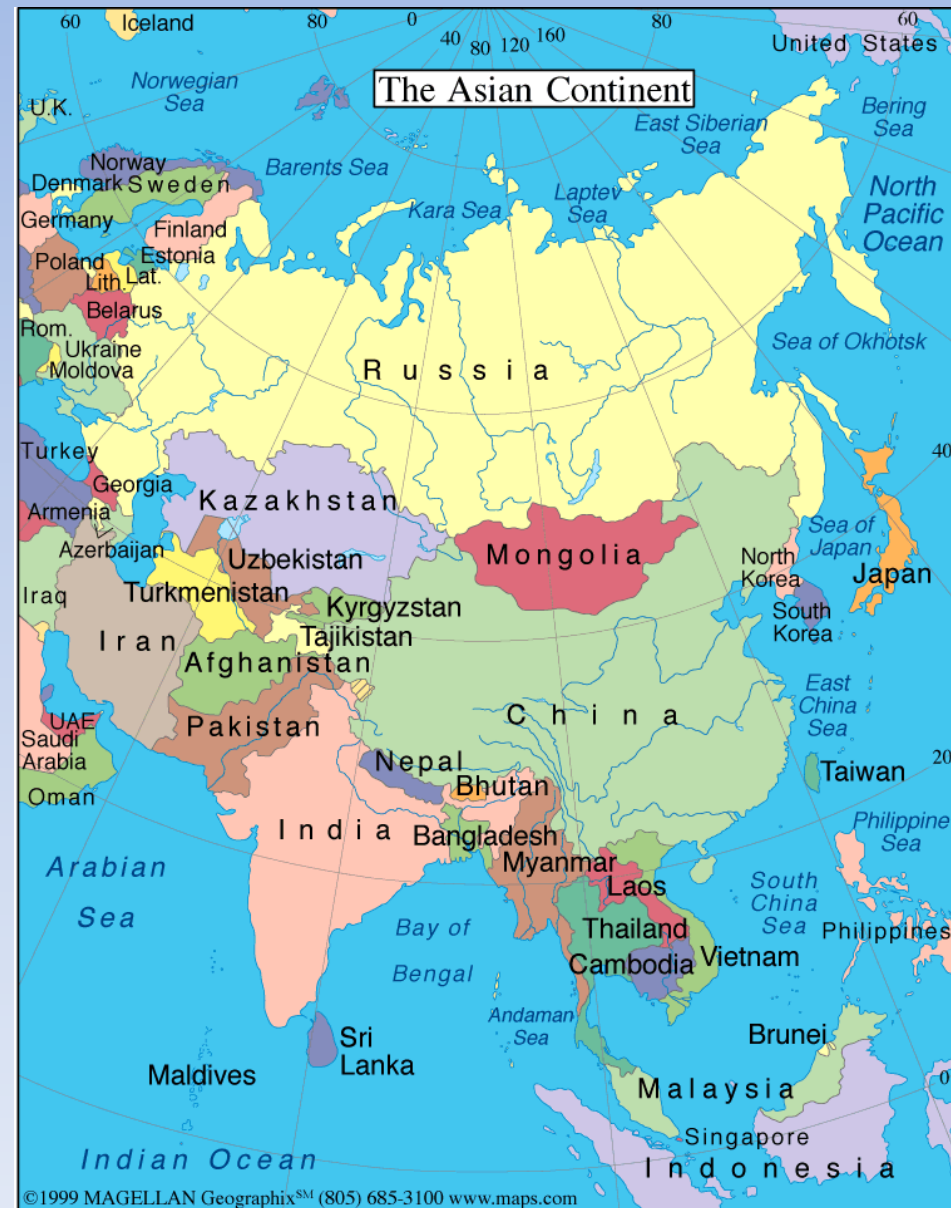 60
80
0
40
80
120
160
80
60
Iceland
United States
Norwegian
Sea
The Asian Continent
U.K.
East Siberian
Sea
Bering
Sea
Norway
Barents Sea
Denmark
Sweden
Laptev
Sea
North
Pacific
Ocean
Kara Sea
Germany
Finland
Estonia
Poland
Lat.
Lith.
Belarus
Rom.
Ukraine
Moldova
Sea of Okhotsk
Russia
Turkey
40
Georgia
Kazakhstan
Armenia
Azerbaijan
Sea of
Japan
Mongolia
North
Korea
Japan
Uzbekistan
Iraq
Turkmenistan
Kyrgyzstan
South
Korea
Iran
Tajikistan
Afghanistan
East
China
Sea
UAE
Pakistan
China
Saudi
Arabia
20
Nepal
Taiwan
Oman
Bhutan
India
Bangladesh
Philippine
Sea
Myanmar
Arabian
Sea
Laos
South
China
Sea
Bay of
Bengal
Thailand
Philippines
Cambodia
Vietnam
Andaman
Sea
Sri
Lanka
Brunei
Maldives
Malaysia
0
Singapore
Indian Ocean
Indonesia
©1999 MAGELLAN Geographix℠ (805) 685-3100 www.maps.com